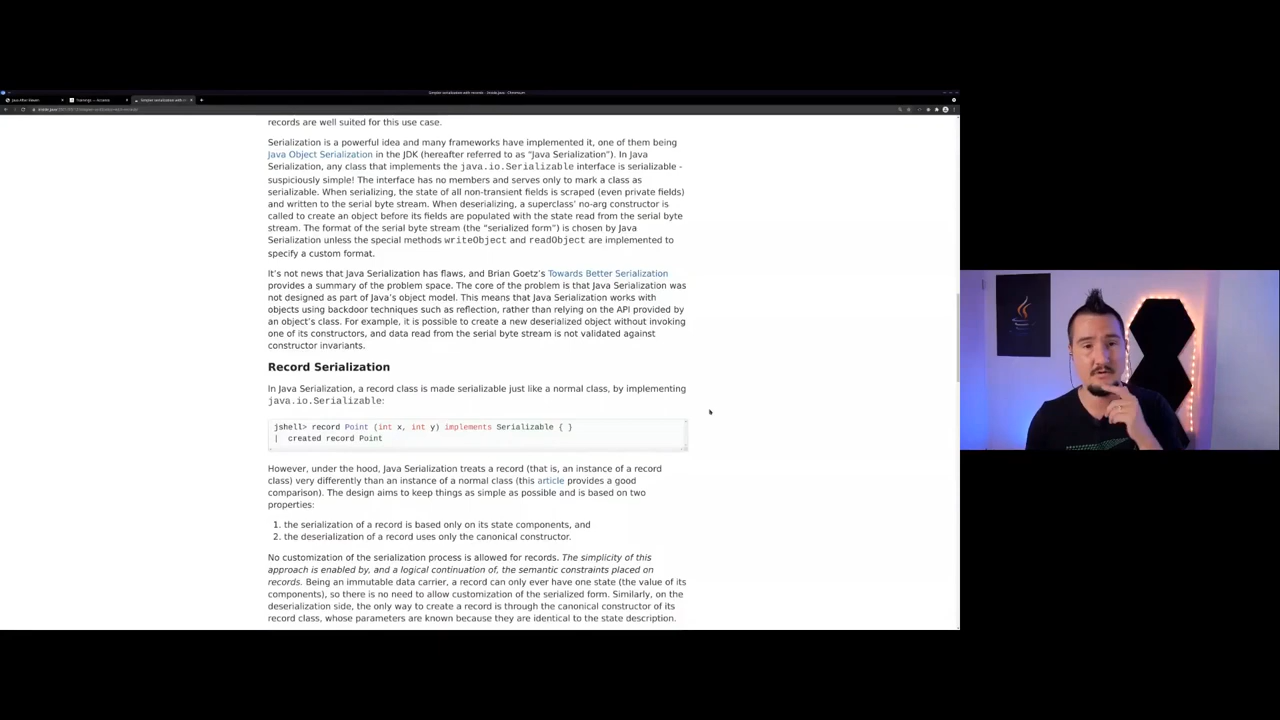 Java After Eleven
Trainings — Accento
Simpler serialization with r
Simpler serialization with records – Inside.java - Chromium
records are well suited for this use case.
Serialization is a powerful idea and many frameworks have implemented it, one of them being
Java Object Serialization in the JDK (hereafter referred to as “Java Serialization”). In Java
Serialization, any class that implements the java.io.Serializable interface is serializable -
suspiciously simple! The interface has no members and serves only to mark a class as
serializable. When serializing, the state of all non-transient fields is scraped (even private fields)
and written to the serial byte stream. When deserializing, a superclass’ no-arg constructor is
called to create an object before its fields are populated with the state read from the serial byte
stream. The format of the serial byte stream (the “serialized form”) is chosen by Java
Serialization unless the special methods writeObject and readObject are implemented to
specify a custom format.
It’s not news that Java Serialization has flaws, and Brian Goetz’s Towards Better Serialization
provides a summary of the problem space. The core of the problem is that Java Serialization was
not designed as part of Java’s object model. This means that Java Serialization works with
objects using backdoor techniques such as reflection, rather than relying on the API provided by
an object’s class. For example, it is possible to create a new deserialized object without invoking
one of its constructors, and data read from the serial byte stream is not validated against
constructor invariants.
Record Serialization
In Java Serialization, a record class is made serializable just like a normal class, by implementing
java.io.Serializable:
jshell> record Point (int x, int y) implements Serializable { }
| created record Point
However, under the hood, Java Serialization treats a record (that is, an instance of a record
class) very differently than an instance of a normal class (this article provides a good
comparison). The design aims to keep things as simple as possible and is based on two
properties:
1. the serialization of a record is based only on its state components, and
2. the deserialization of a record uses only the canonical constructor.
No customization of the serialization process is allowed for records. The simplicity of this
approach is enabled by, and a logical continuation of, the semantic constraints placed on
records. Being an immutable data carrier, a record can only ever have one state (the value of its
components), so there is no need to allow customization of the serialized form. Similarly, on the
deserialization side, the only way to create a record is through the canonical constructor of its
record class, whose parameters are known because they are identical to the state description.